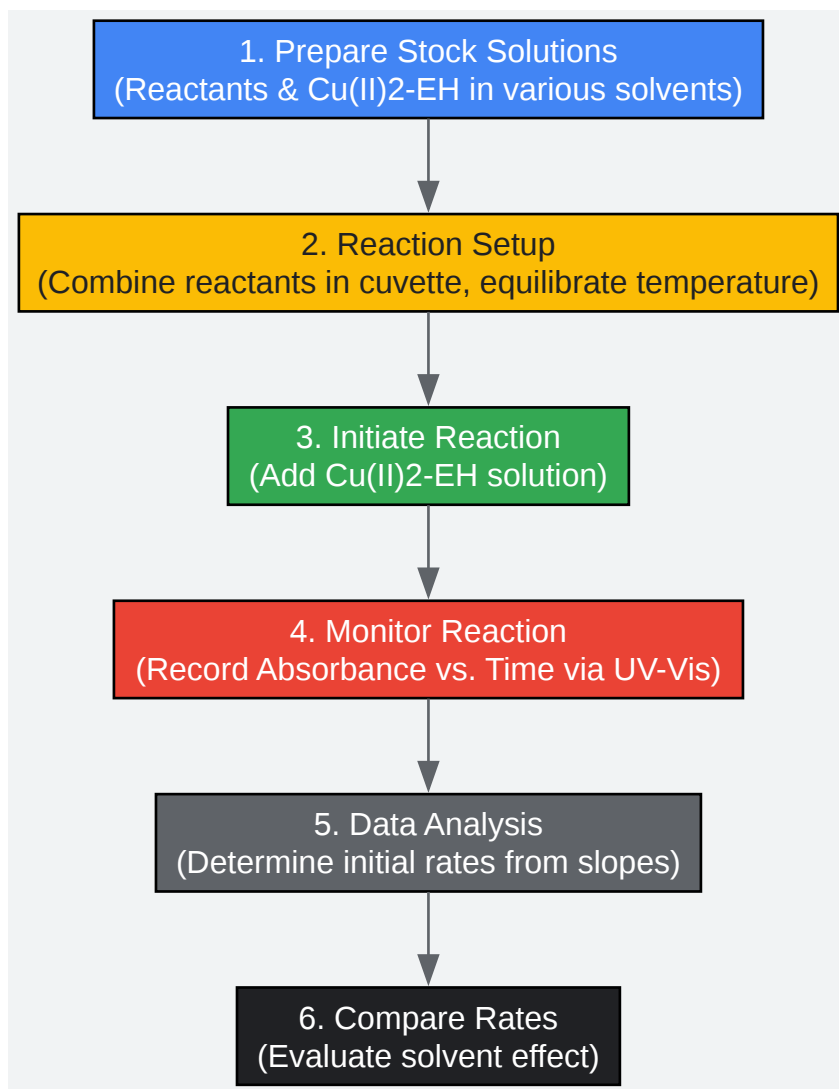 1. Prepare Stock Solutions
(Reactants & Cu(II)2-EH in various solvents)
2. Reaction Setup
(Combine reactants in cuvette, equilibrate temperature)
3. Initiate Reaction
(Add Cu(II)2-EH solution)
4. Monitor Reaction
(Record Absorbance vs. Time via UV-Vis)
5. Data Analysis
(Determine initial rates from slopes)
6. Compare Rates
(Evaluate solvent effect)